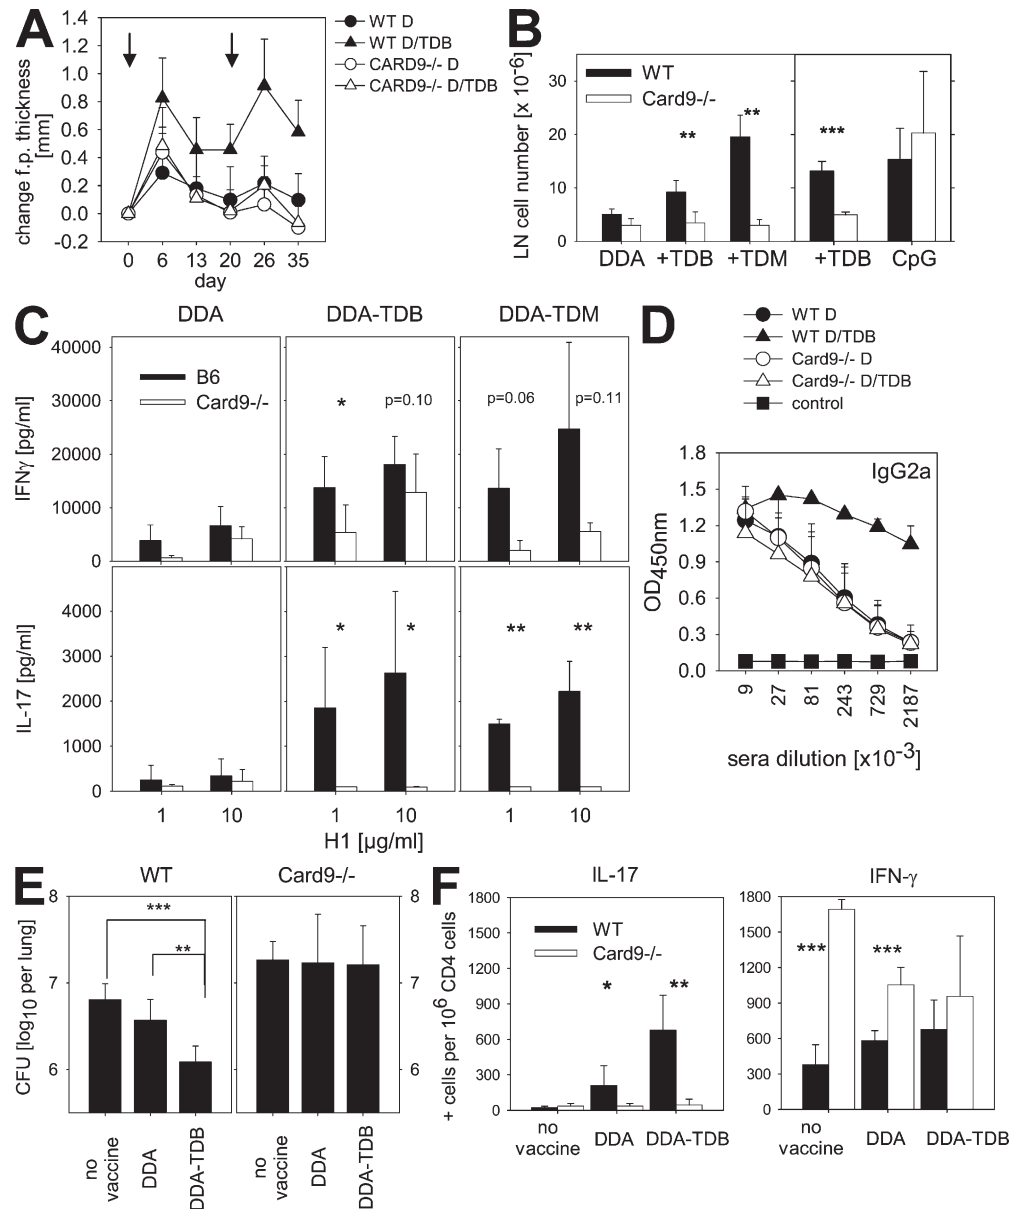 A
1.4
1.2
1.0
0.8
0.6
0.4
0.2
0.0
-0.2
change f.p. thickness
[mm]
0 6 13 20 26 35
day
WT D
WT D/TDB
CARD9-/- D
CARD9-/- D/TDB
B
LN cell number [x 10-6]
30
20
10
0
WT
Card9-/-
** ** ***
DDA +TDB +TDM +TDB CpG
C
DDA DDA-TDB DDA-TDM
IFNγ [pg/ml]
40000
30000
20000
10000
0
B6
Card9-/-
* p=0.10 p=0.06 p=0.11
IL-17 [pg/ml]
4000
3000
2000
1000
0
* * ** **
1 10 1 10 1 10
H1 [µg/ml]
D
WT D
WT D/TDB
Card9-/- D
Card9-/- D/TDB
control
IgG2a
OD450nm
1.8
1.5
1.2
0.9
0.6
0.3
0.0
9 27 81 243 729 2187
sera dilution [x10-3]
E
WT Card9-/-
CFU [log10 per lung]
8
7
6
***
**
8
7
6
no vaccine DDA DDA-TDB
no vaccine DDA DDA-TDB
F
IL-17
+ cells per 106 CD4 cells
1800
1500
1200
900
600
300
0
WT
Card9-/-
* **
no vaccine DDA DDA-TDB
IFN-γ
1800
1500
1200
900
600
300
0
*** ***
no vaccine DDA DDA-TDB